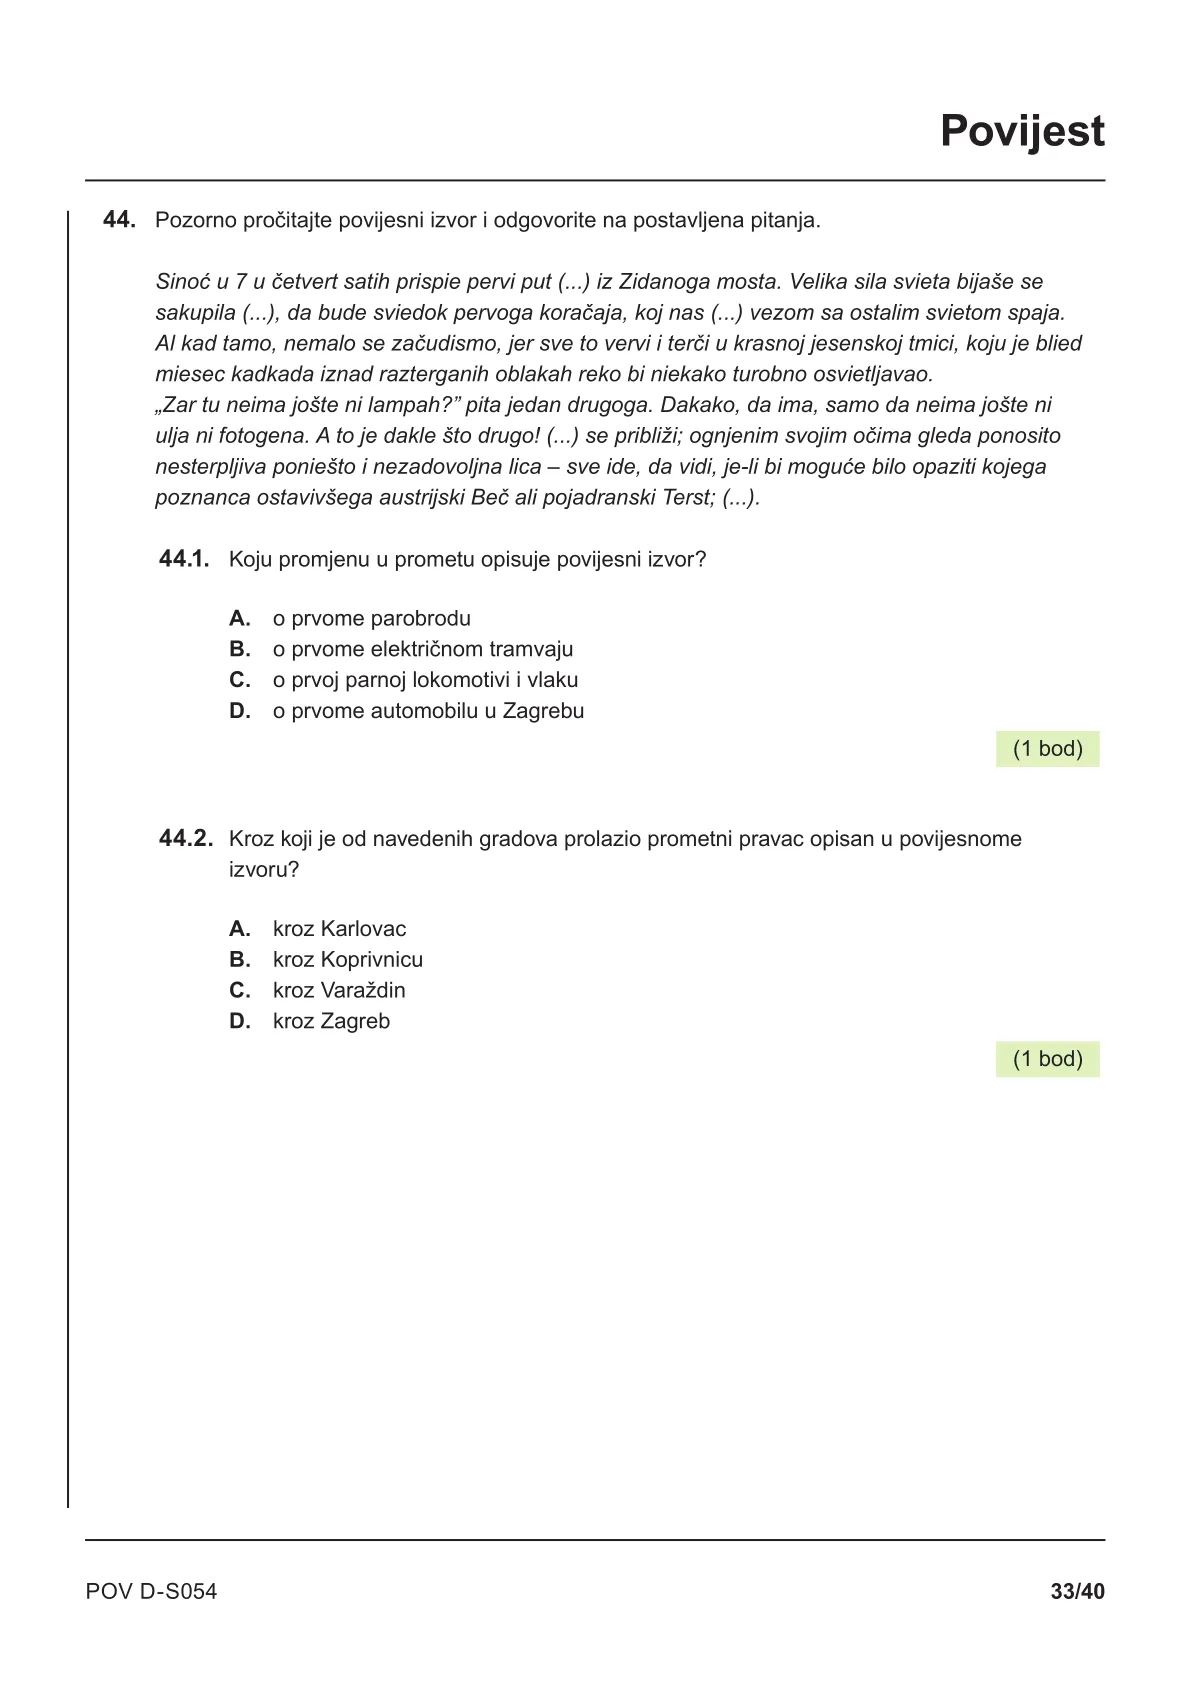 Povijest
44. Pozorno pročitajte povijesni izvor i odgovorite na postavljena pitanja.
Sinoć u 7 u četvert satih prispie pervi put (...) iz Zidanoga mosta. Velika sila svieta bijaše se
sakupila (...), da bude sviedok pervoga koračaja, koj nas (...) vezom sa ostalim svietom spaja.
Al kad tamo, nemalo se začudismo, jer sve to vervi i terči u krasnoj jesenskoj tmici, koju je blied
miesec kadkada iznad razterganih oblakah reko bi niekako turobno osvietljavao.
„Zar tu neima jošte ni lampah?” pita jedan drugoga. Dakako, da ima, samo da neima jošte ni
ulja ni fotogena. A to je dakle što drugo! (...) se približi; ognjenim svojim očima gleda ponosito
nesterpljiva poniešto i nezadovoljna lica – sve ide, da vidi, je-li bi moguće bilo opaziti kojega
poznanca ostavivšega austrijski Beč ali pojadranski Terst; (...).
44.1. Koju promjenu u prometu opisuje povijesni izvor?
A. o prvome parobrodu
B. o prvome električnom tramvaju
C. o prvoj parnoj lokomotivi i vlaku
D. o prvome automobilu u Zagrebu
(1 bod)
44.2. Kroz koji je od navedenih gradova prolazio prometni pravac opisan u povijesnome
izvoru?
A. kroz Karlovac
B. kroz Koprivnicu
C. kroz Varaždin
D. kroz Zagreb
(1 bod)
POV D-S054
33/40